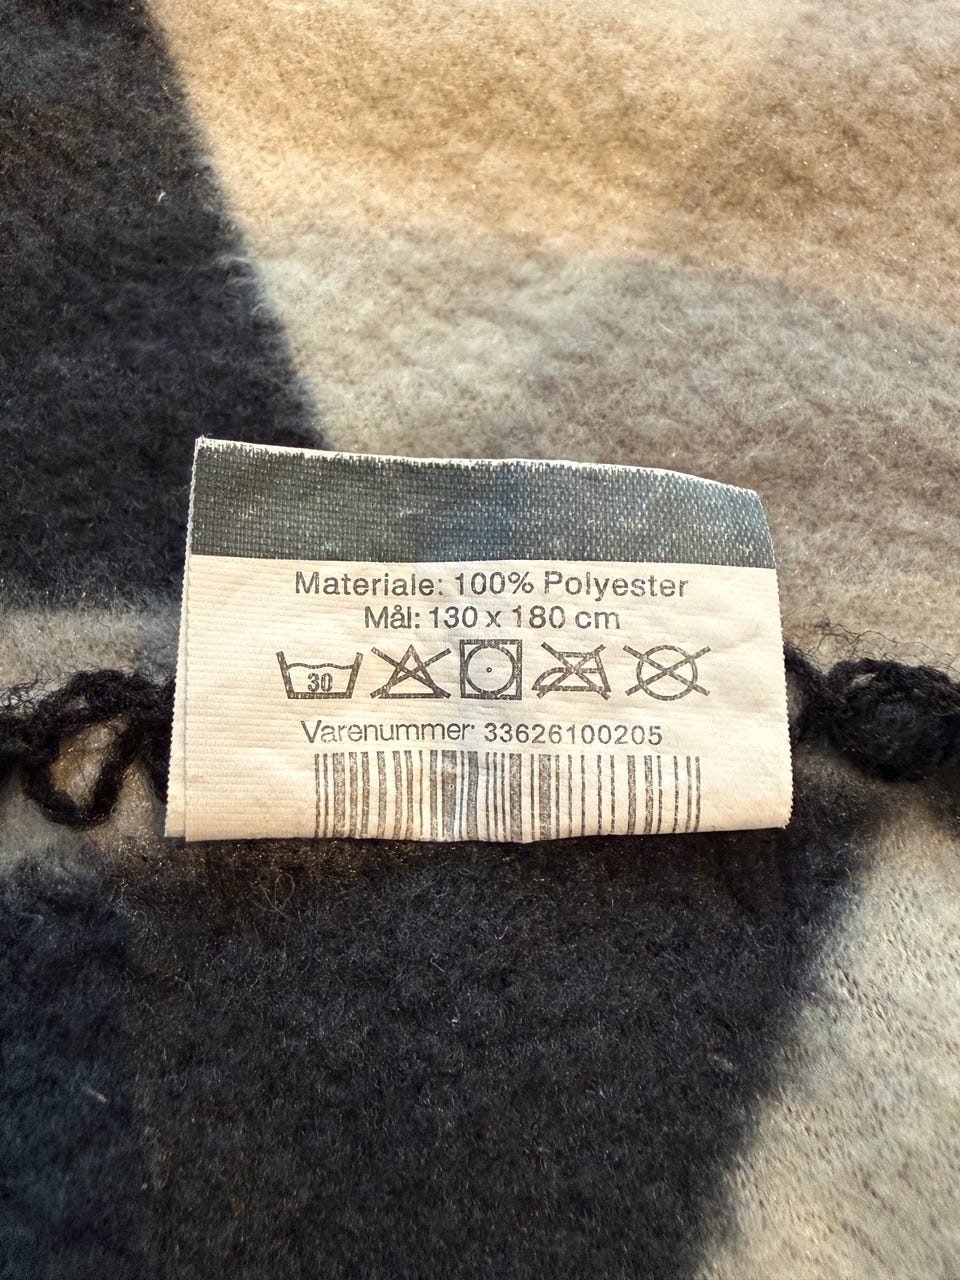 Materiale: 100% Polyester
Mål: 130 x 180 cm
30
Varenummer: 33626100205